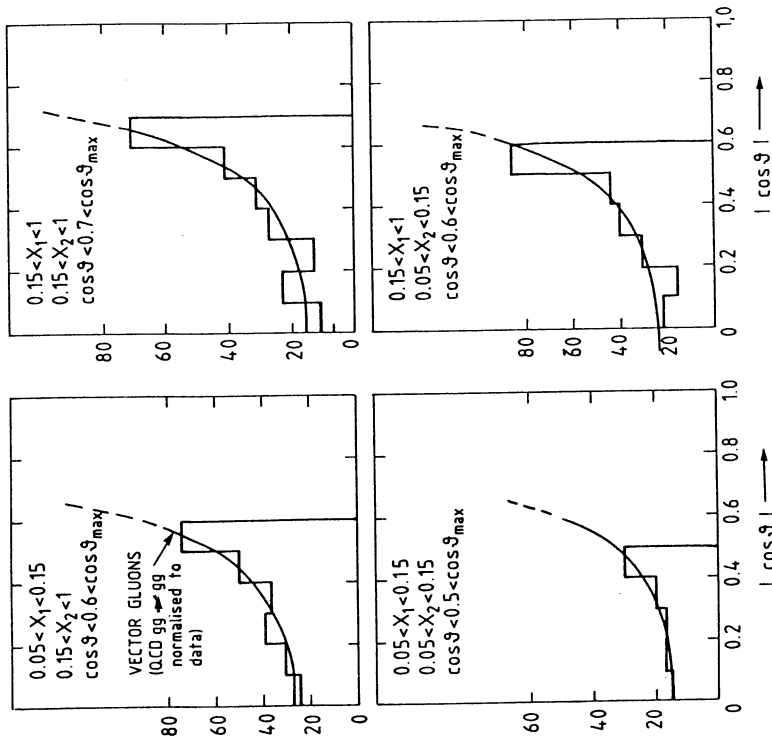 0.15<X₁<1
0.15<X₂<1
cosϑ<0.7<cosϑmax
80
60
40
20
0
0.15<X₁<1
0.05<X₂<0.15
cosϑ<0.6<cosϑmax
80
60
40
20
0
0.2
0.4
0.6
0.8
1,0
| cosϑ | →
0.05<X₁<0.15
0.15<X₂<1
cosϑ<0.6<cosϑmax
VECTOR GLUONS
(QCD gg → gg
normalised to
data)
80
60
40
20
0
0.05<X₁<0.15
0.05<X₂<0.15
cosϑ<0.5<cosϑmax
60
40
20
0
0.2
0.4
0.6
0.8
1.0
| cosϑ | →